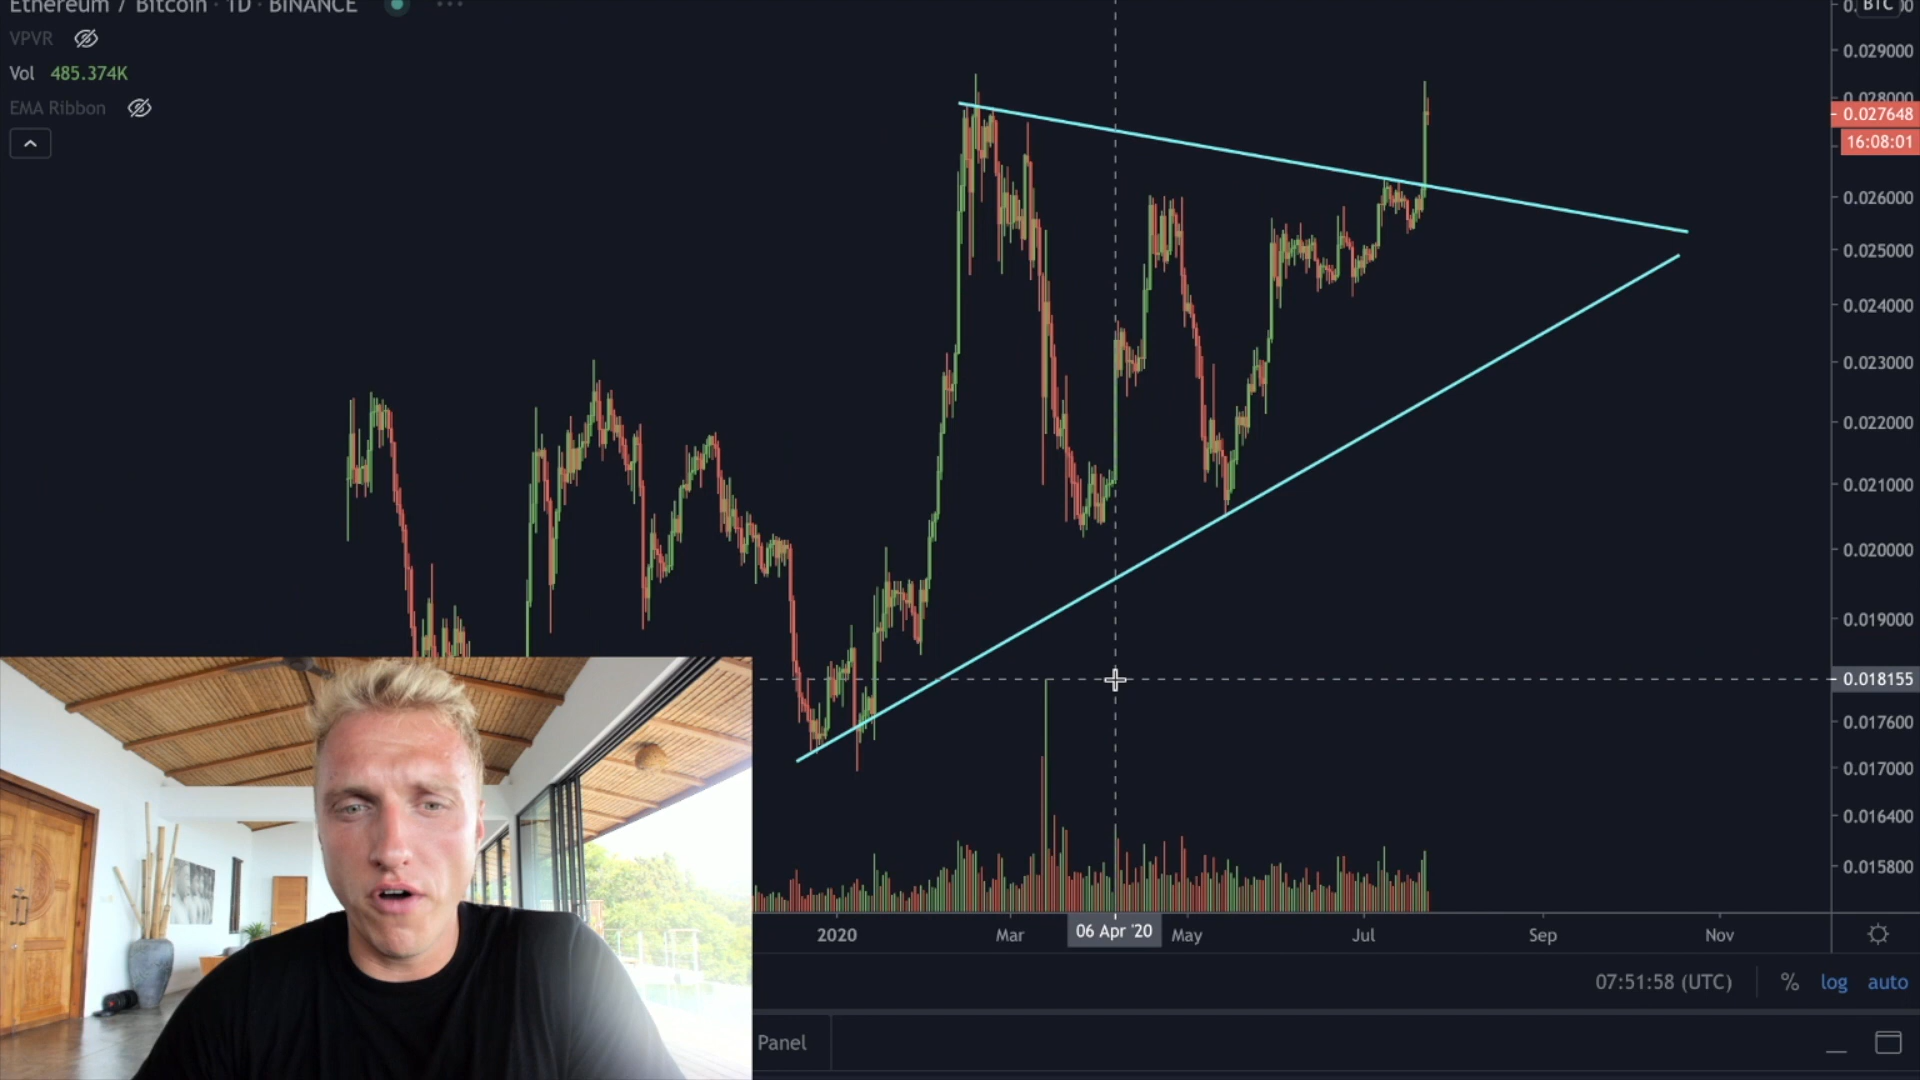 Ethereum / Bitcoin · 1D · BINANCE
VPVR
Vol 485.374K
EMA Ribbon
BTC
0.029000
0.028000
0.027648
16:08:01
0.026000
0.025000
0.024000
0.023000
0.022000
0.021000
0.020000
0.019000
0.018155
0.017600
0.017000
0.016400
0.015800
2020 Mar 06 Apr '20 May Jul Sep Nov
07:51:58 (UTC) % log auto
Panel